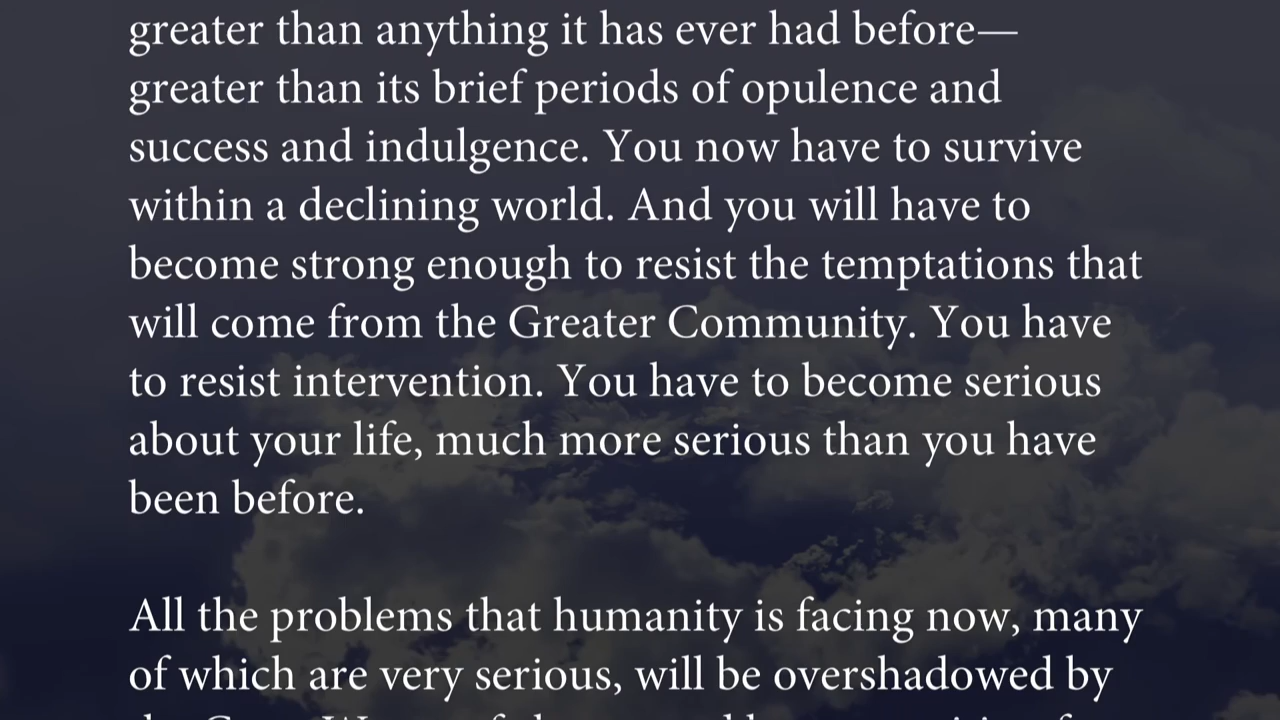 greater than anything it has ever had before—
greater than its brief periods of opulence and
success and indulgence. You now have to survive
within a declining world. And you will have to
become strong enough to resist the temptations that
will come from the Greater Community. You have
to resist intervention. You have to become serious
about your life, much more serious than you have
been before.
All the problems that humanity is facing now, many
of which are very serious, will be overshadowed by